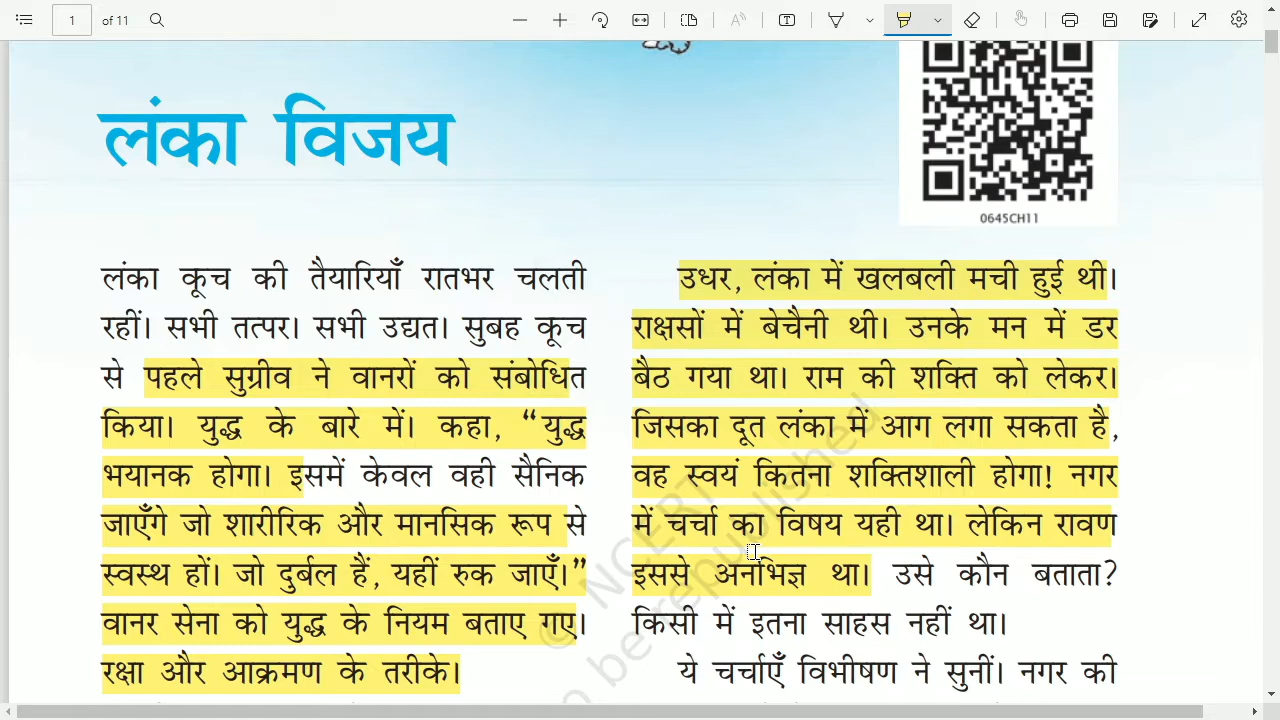 1
of 11
लंका विजय
0645CH11
लंका कूच की तैयारियाँ रातभर चलती
रहीं। सभी तत्पर। सभी उद्यत। सुबह कूच
से पहले सुग्रीव ने वानरों को संबोधित
किया। युद्ध के बारे में। कहा, “युद्ध
भयानक होगा। इसमें केवल वही सैनिक
जाएँगे जो शारीरिक और मानसिक रूप से
स्वस्थ हों। जो दुर्बल हैं, यहीं रुक जाएँ।”
वानर सेना को युद्ध के नियम बताए गए।
रक्षा और आक्रमण के तरीके।
उधर, लंका में खलबली मची हुई थी।
राक्षसों में बेचैनी थी। उनके मन में डर
बैठ गया था। राम की शक्ति को लेकर।
जिसका दूत लंका में आग लगा सकता है,
वह स्वयं कितना शक्तिशाली होगा! नगर
में चर्चा का विषय यही था। लेकिन रावण
इससे अनभिज्ञ था। उसे कौन बताता?
किसी में इतना साहस नहीं था।
ये चर्चाएँ विभीषण ने सुनीं। नगर की
© NCERT
be republished